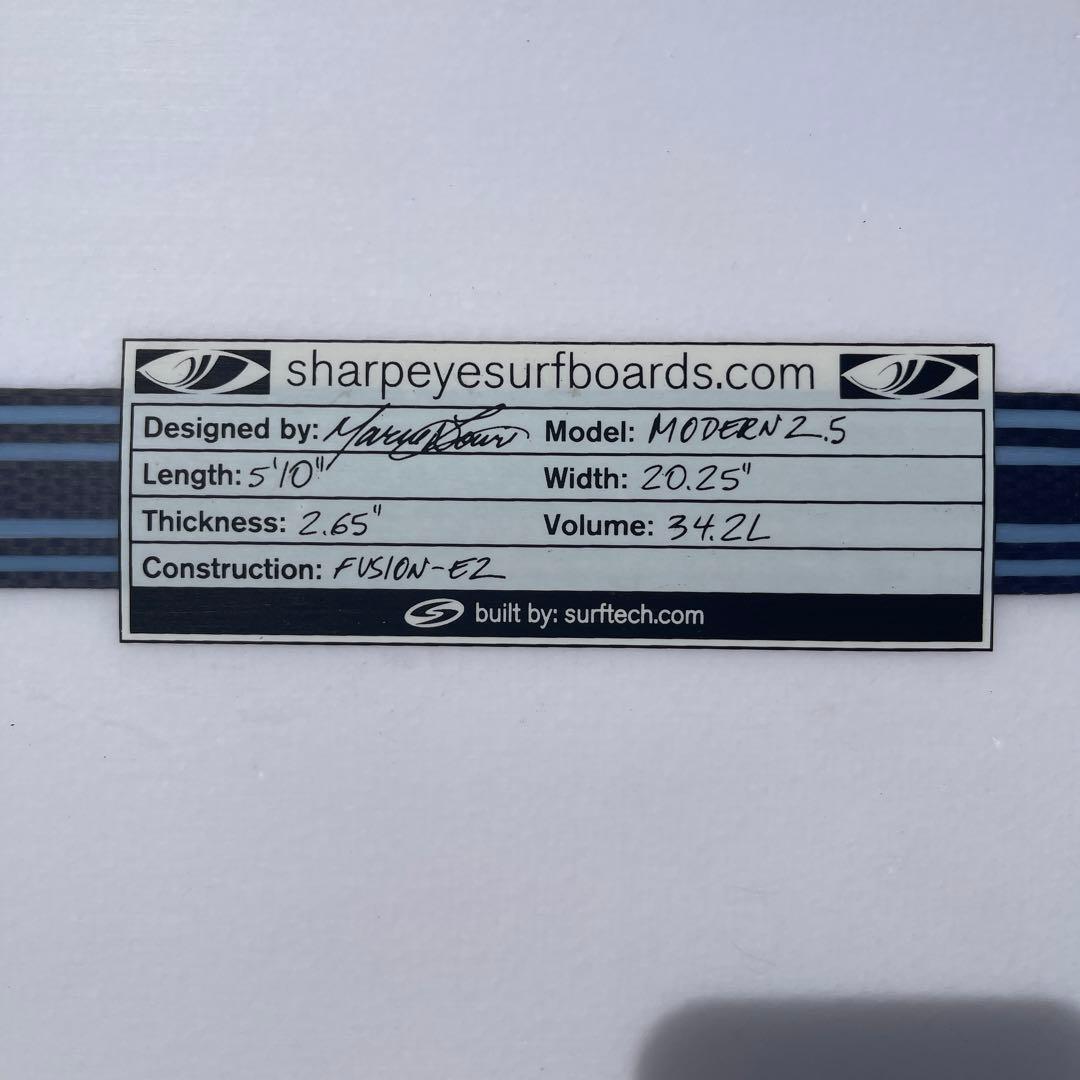 sharpeyesurfboards.com
Designed by: Model: MODERN 2.5
Length: 5'10" Width: 20.25"
Thickness: 2.65" Volume: 34.2L
Construction: FUSION-E2
built by: surftech.com